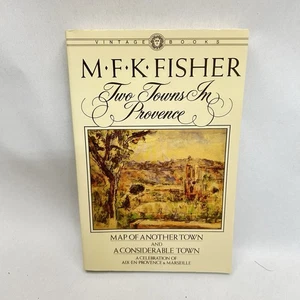 VINTAGE BOOKS
M·F·K·FISHER
Two Towns In
Provence
MAP OF ANOTHER TOWN
AND
A CONSIDERABLE TOWN
A CELEBRATION OF
AIX-EN-PROVENCE & MARSEILLE